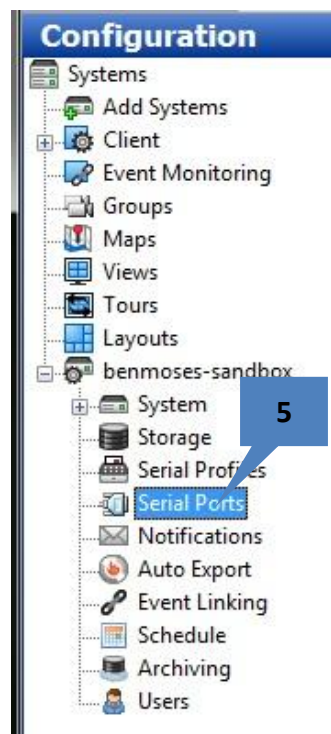 Configuration
Systems
Add Systems
Client
Event Monitoring
Groups
Maps
Views
Tours
Layouts
benmoses-sandbox
System
5
Storage
Serial Profiles
Serial Ports
Notifications
Auto Export
Event Linking
Schedule
Archiving
Users